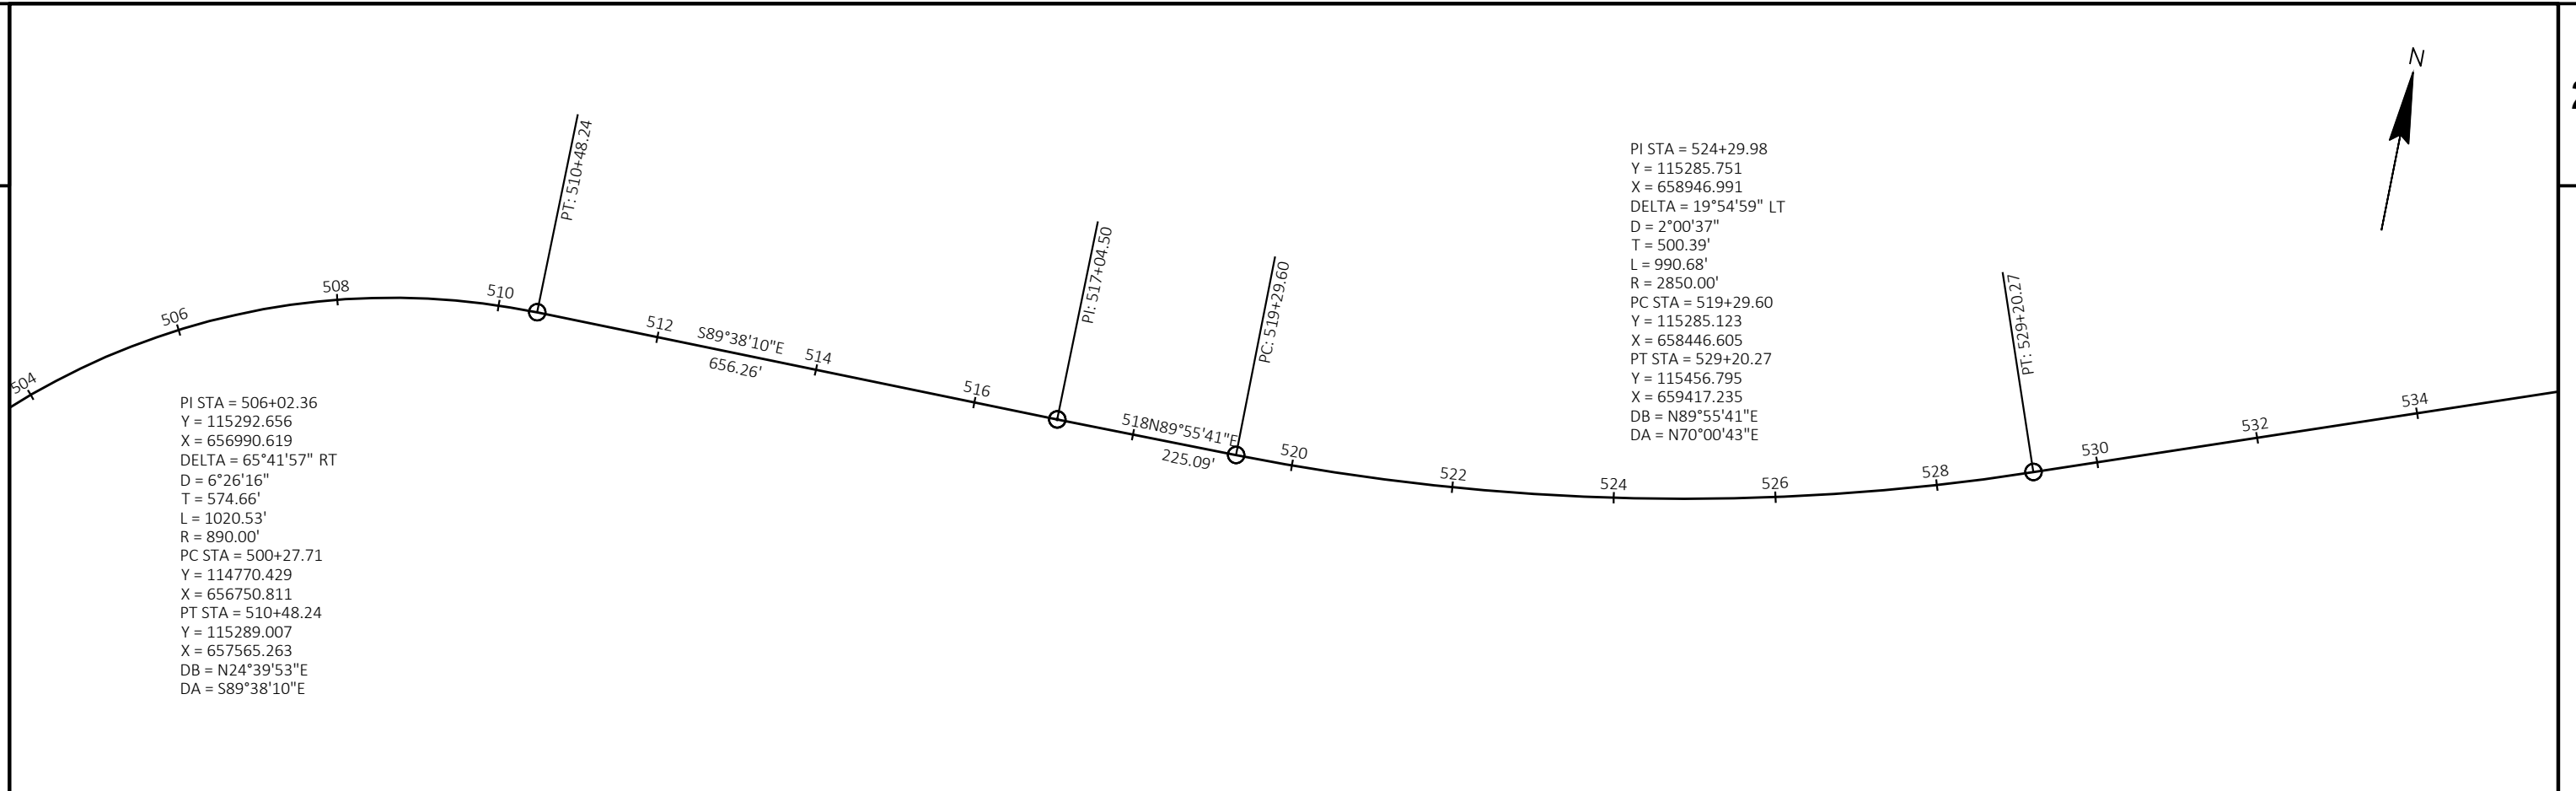 N
PT: 510+48.24
PI: 517+04.50
PC: 519+29.60
PT: 529+20.27
504
506
508
510
512
S89°38'10"E
656.26'
514
516
518
N89°55'41"E
225.09'
520
522
524
526
528
530
532
534
PI STA = 506+02.36
Y = 115292.656
X = 656990.619
DELTA = 65°41'57" RT
D = 6°26'16"
T = 574.66'
L = 1020.53'
R = 890.00'
PC STA = 500+27.71
Y = 114770.429
X = 656750.811
PT STA = 510+48.24
Y = 115289.007
X = 657565.263
DB = N24°39'53"E
DA = S89°38'10"E
PI STA = 524+29.98
Y = 115285.751
X = 658946.991
DELTA = 19°54'59" LT
D = 2°00'37"
T = 500.39'
L = 990.68'
R = 2850.00'
PC STA = 519+29.60
Y = 115285.123
X = 658446.605
PT STA = 529+20.27
Y = 115456.795
X = 659417.235
DB = N89°55'41"E
DA = N70°00'43"E